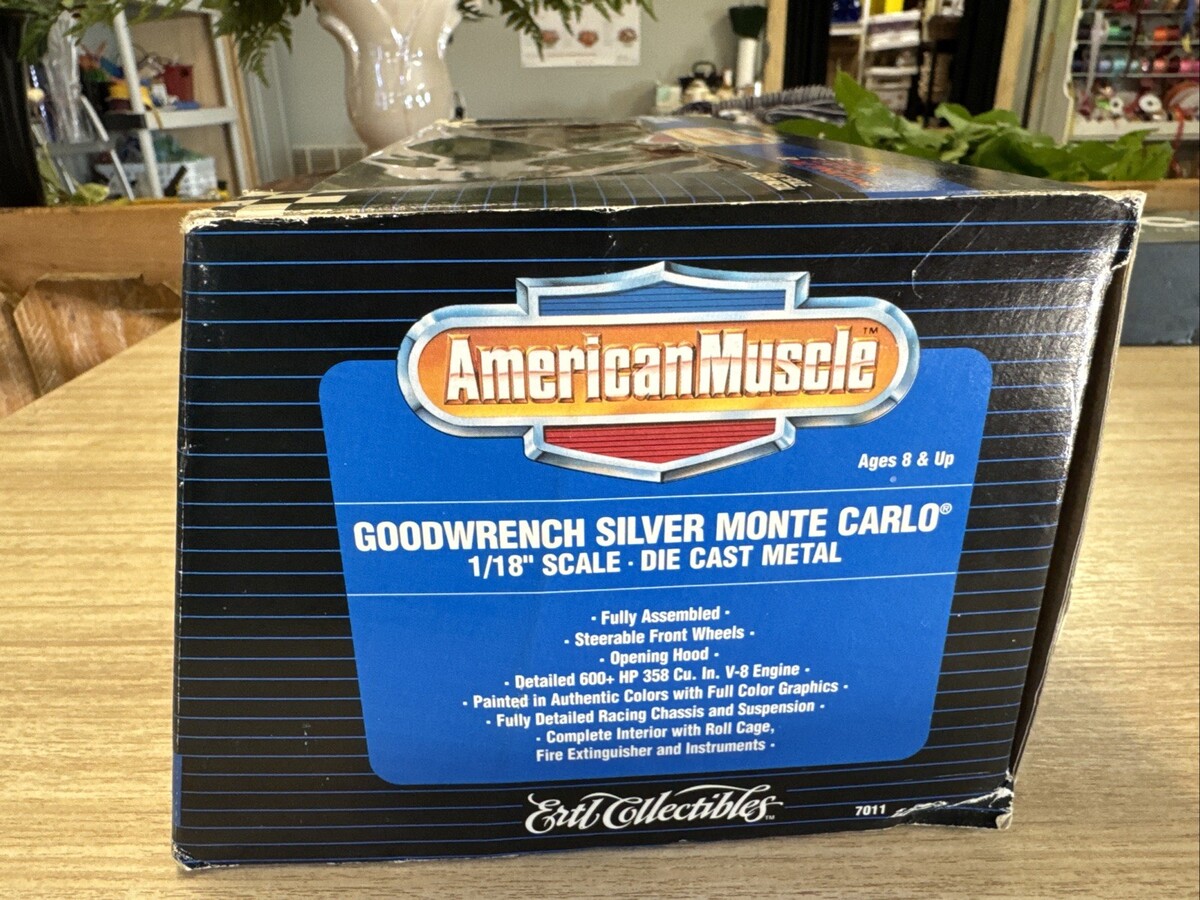 AmericanMuscle™
Ages 8 & Up
GOODWRENCH SILVER MONTE CARLO®
1/18" SCALE · DIE CAST METAL
· Fully Assembled ·
· Steerable Front Wheels ·
· Opening Hood ·
· Detailed 600+ HP 358 Cu. In. V-8 Engine ·
· Painted in Authentic Colors with Full Color Graphics ·
· Fully Detailed Racing Chassis and Suspension ·
· Complete Interior with Roll Cage,
Fire Extinguisher and Instruments ·
Ertl Collectibles™
7011